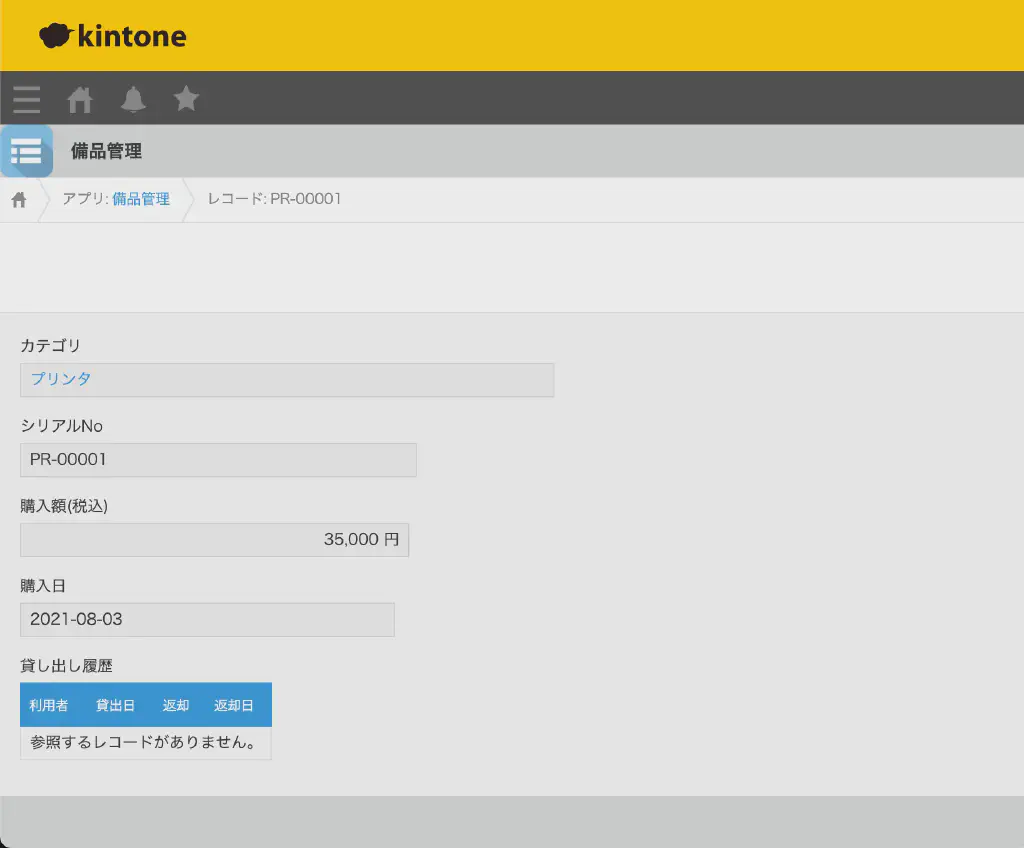 kintone
備品管理
アプリ: 備品管理 レコード: PR-00001
カテゴリ
プリンタ
シリアルNo
PR-00001
購入額(税込)
35,000 円
購入日
2021-08-03
貸し出し履歴
利用者 貸出日 返却 返却日
参照するレコードがありません。